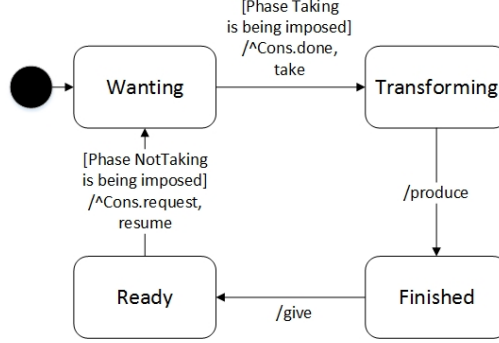 [Phase Taking
is being imposed]
/^Cons.done,
take
Wanting
Transforming
[Phase NotTaking
is being imposed]
/^Cons.request,
resume
/produce
Ready
Finished
/give